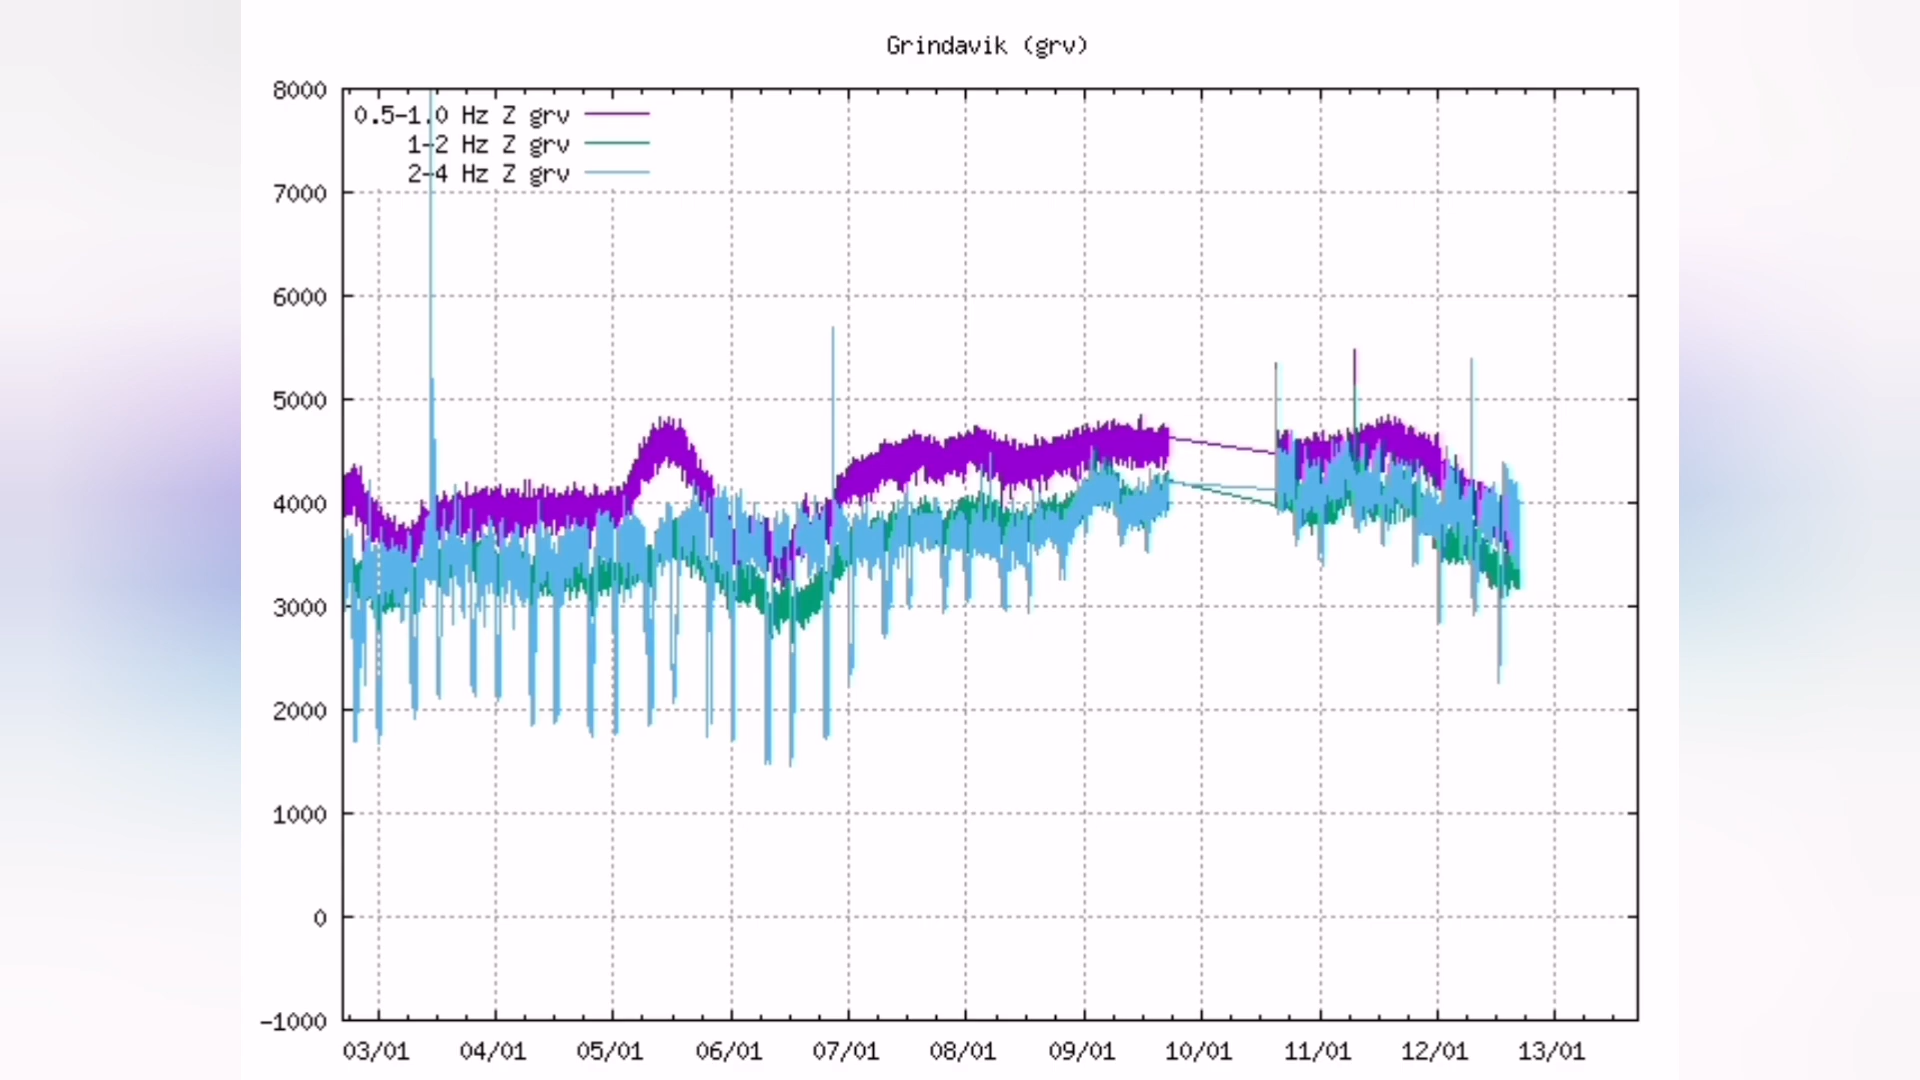 Grindavik (grv)
8000
0.5-1.0 Hz Z grv
1-2 Hz Z grv
2-4 Hz Z grv
7000
6000
5000
4000
3000
2000
1000
0
-1000
03/01 04/01 05/01 06/01 07/01 08/01 09/01 10/01 11/01 12/01 13/01